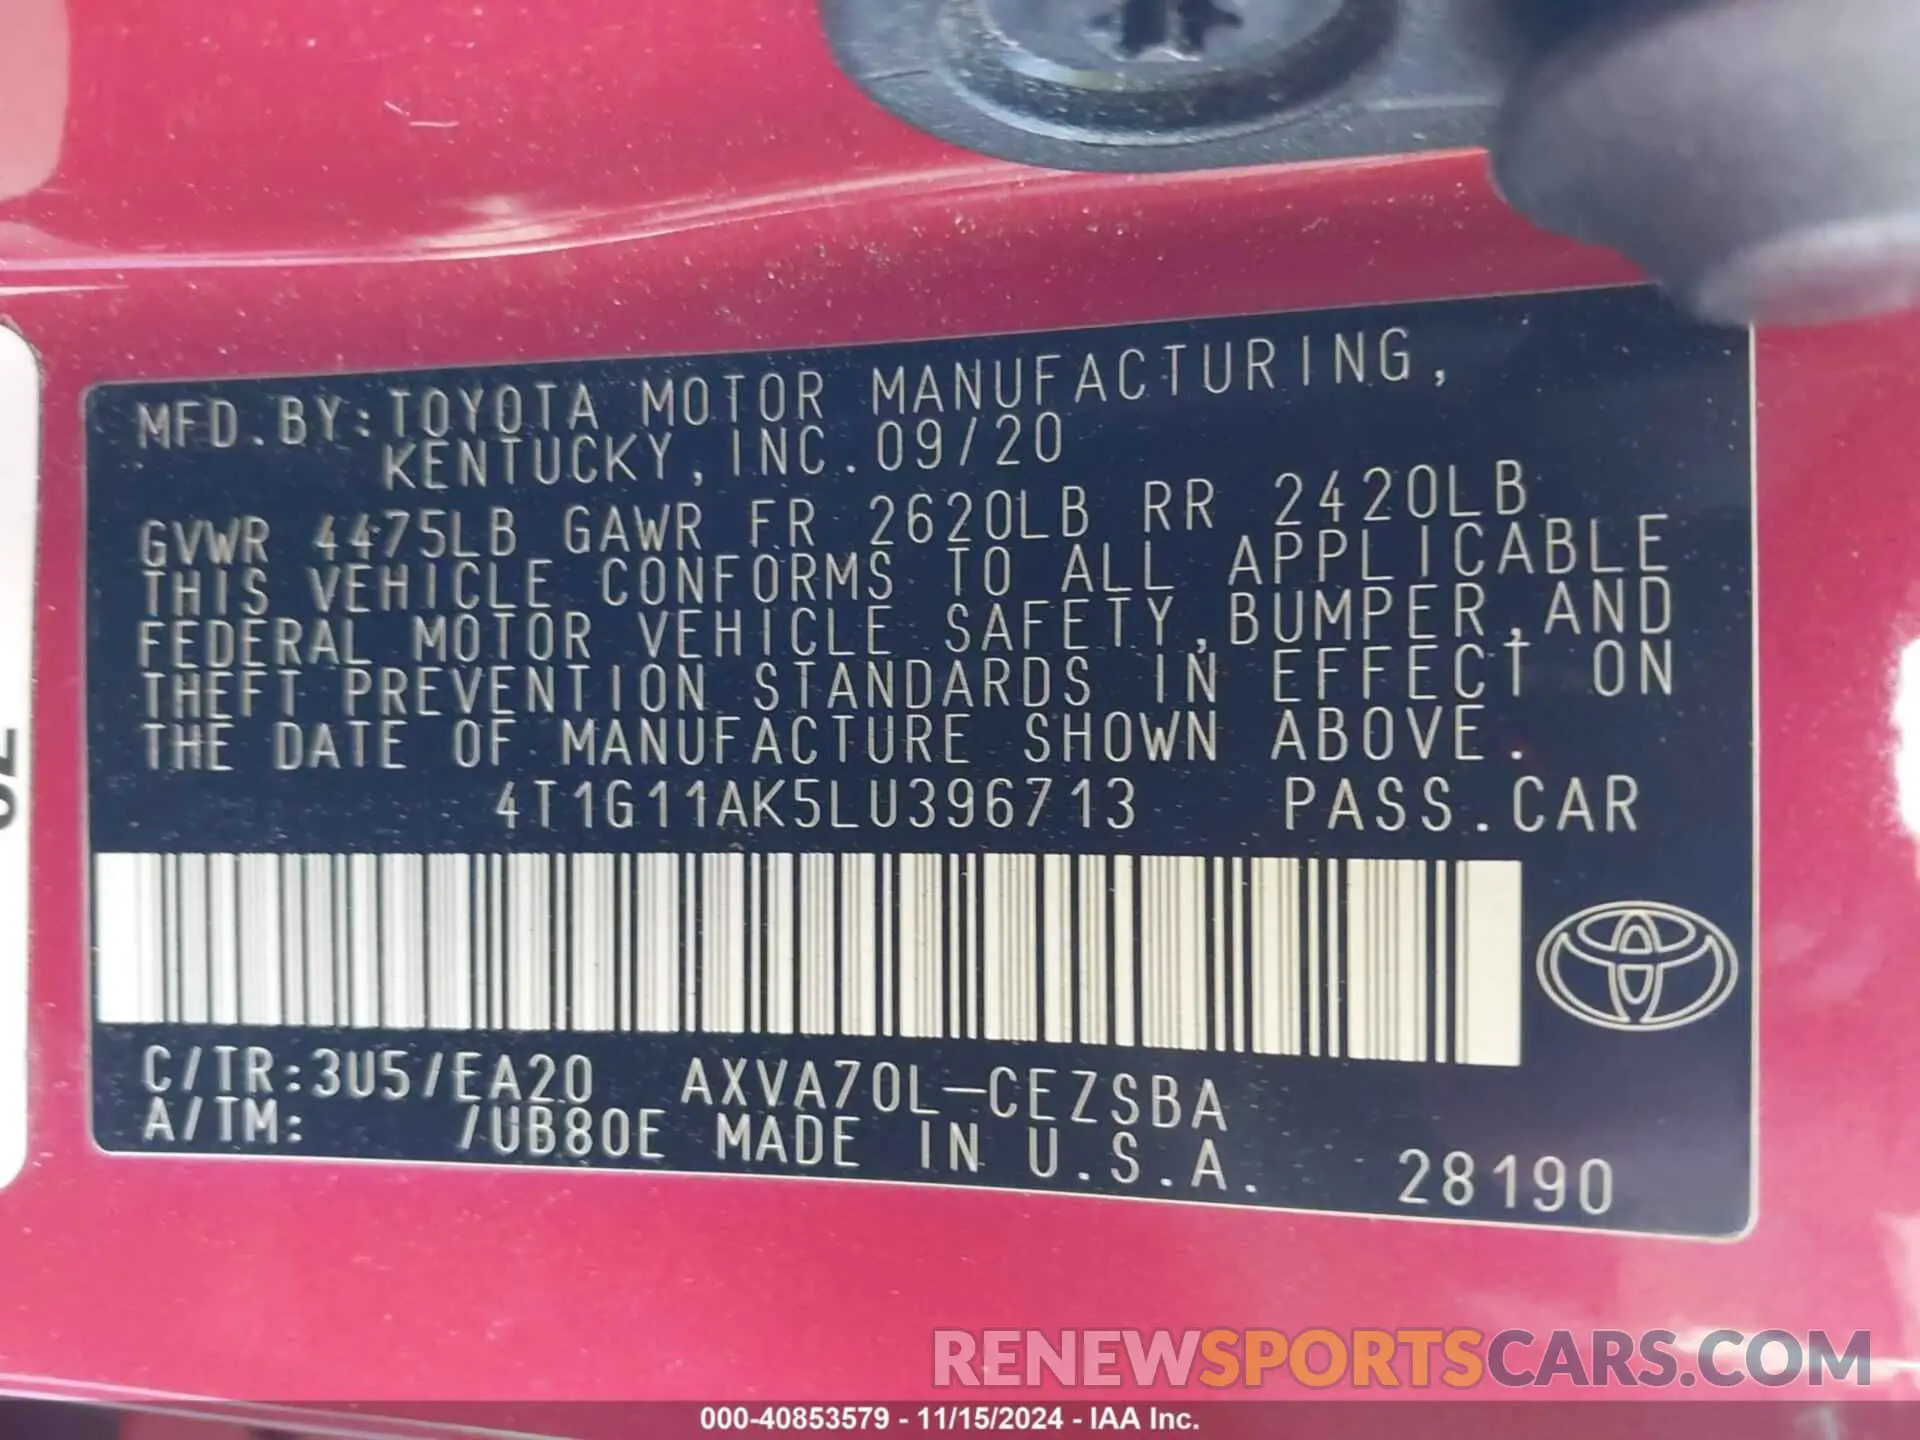 MFD. BY: TOYOTA MOTOR MANUFACTURING,
KENTUCKY, INC. 09/20
GVWR 4475LB GAWR FR 2620LB RR 2420LB
THIS VEHICLE CONFORMS TO ALL APPLICABLE
FEDERAL MOTOR VEHICLE SAFETY, BUMPER, AND
THEFT PREVENTION STANDARDS IN EFFECT ON
THE DATE OF MANUFACTURE SHOWN ABOVE.
4T1G11AK5LU396713 PASS. CAR
C/TR: 3U5/EA20 AXVA70L-CEZSBA
A/TM: /UB80E MADE IN U.S.A. 28190
RENEWSPORTSCARS.COM
000-40853579 - 11/15/2024 - IAA Inc.